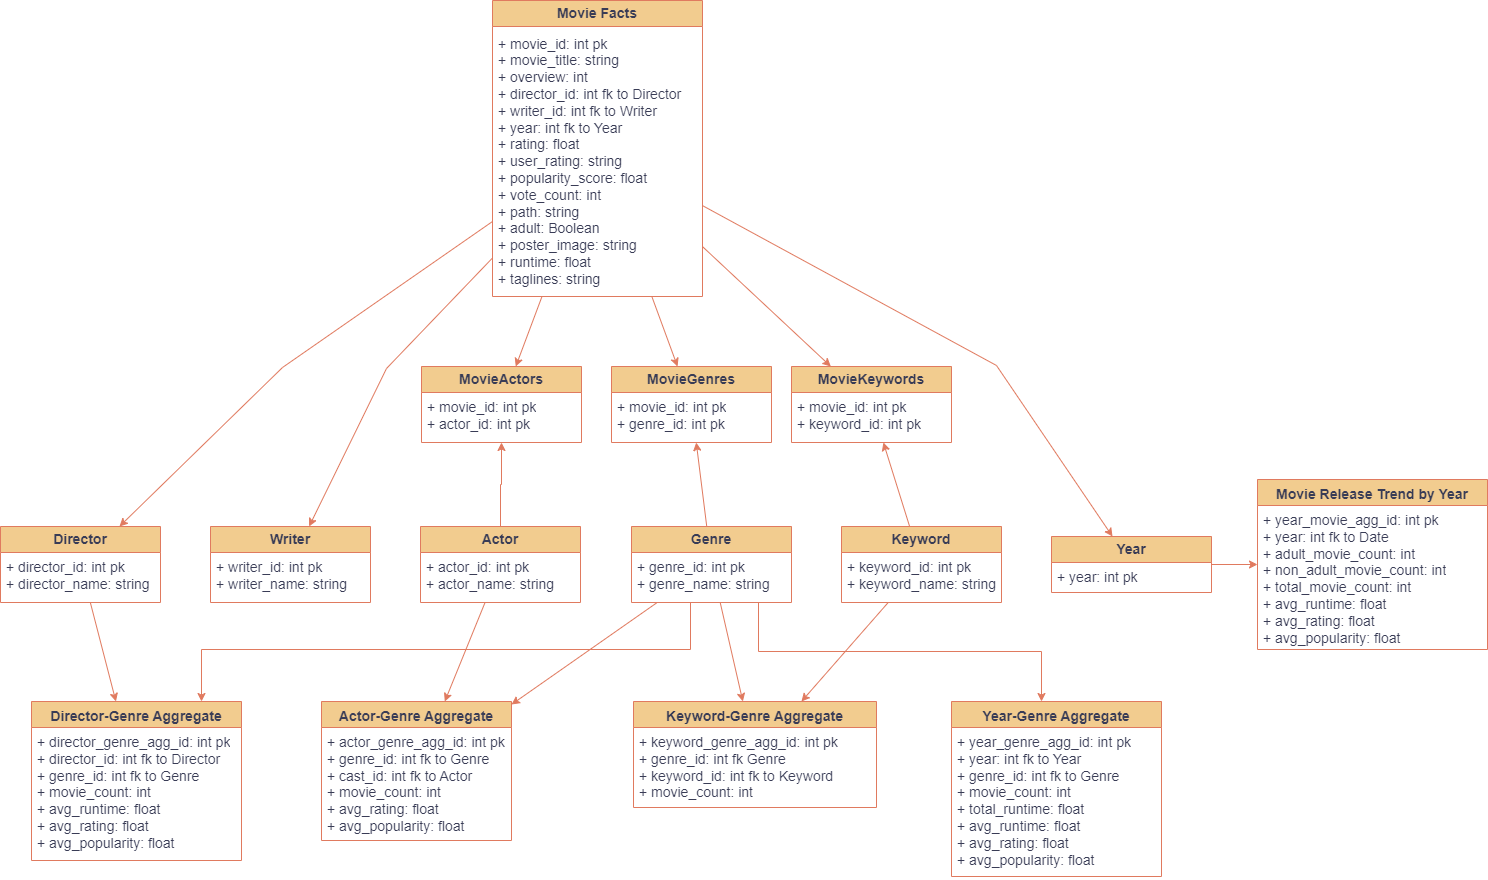 Movie Facts
+ movie_id: int pk
+ movie_title: string
+ overview: int
+ director_id: int fk to Director
+ writer_id: int fk to Writer
+ year: int fk to Year
+ rating: float
+ user_rating: string
+ popularity_score: float
+ vote_count: int
+ path: string
+ adult: Boolean
+ poster_image: string
+ runtime: float
+ taglines: string
MovieActors
+ movie_id: int pk
+ actor_id: int pk
MovieGenres
+ movie_id: int pk
+ genre_id: int pk
MovieKeywords
+ movie_id: int pk
+ keyword_id: int pk
Director
+ director_id: int pk
+ director_name: string
Writer
+ writer_id: int pk
+ writer_name: string
Actor
+ actor_id: int pk
+ actor_name: string
Genre
+ genre_id: int pk
+ genre_name: string
Keyword
+ keyword_id: int pk
+ keyword_name: string
Year
+ year: int pk
Movie Release Trend by Year
+ year_movie_agg_id: int pk
+ year: int fk to Date
+ adult_movie_count: int
+ non_adult_movie_count: int
+ total_movie_count: int
+ avg_runtime: float
+ avg_rating: float
+ avg_popularity: float
Director-Genre Aggregate
+ director_genre_agg_id: int pk
+ director_id: int fk to Director
+ genre_id: int fk to Genre
+ movie_count: int
+ avg_runtime: float
+ avg_rating: float
+ avg_popularity: float
Actor-Genre Aggregate
+ actor_genre_agg_id: int pk
+ genre_id: int fk to Genre
+ cast_id: int fk to Actor
+ movie_count: int
+ avg_rating: float
+ avg_popularity: float
Keyword-Genre Aggregate
+ keyword_genre_agg_id: int pk
+ genre_id: int fk Genre
+ keyword_id: int fk to Keyword
+ movie_count: int
Year-Genre Aggregate
+ year_genre_agg_id: int pk
+ year: int fk to Year
+ genre_id: int fk to Genre
+ movie_count: int
+ total_runtime: float
+ avg_runtime: float
+ avg_rating: float
+ avg_popularity: float